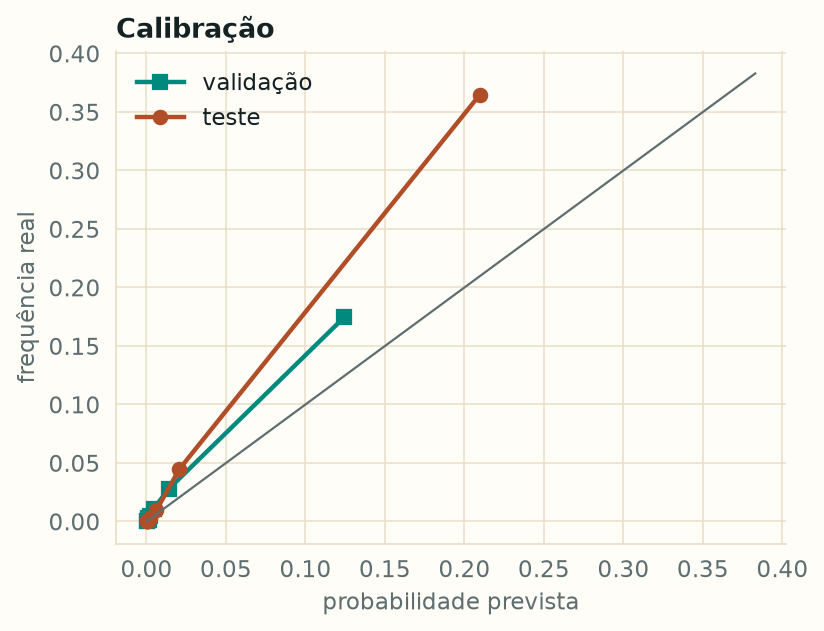 Calibração
validação
teste
0.40
0.35
0.30
0.25
0.20
0.15
0.10
0.05
0.00
frequência real
0.00 0.05 0.10 0.15 0.20 0.25 0.30 0.35 0.40
probabilidade prevista